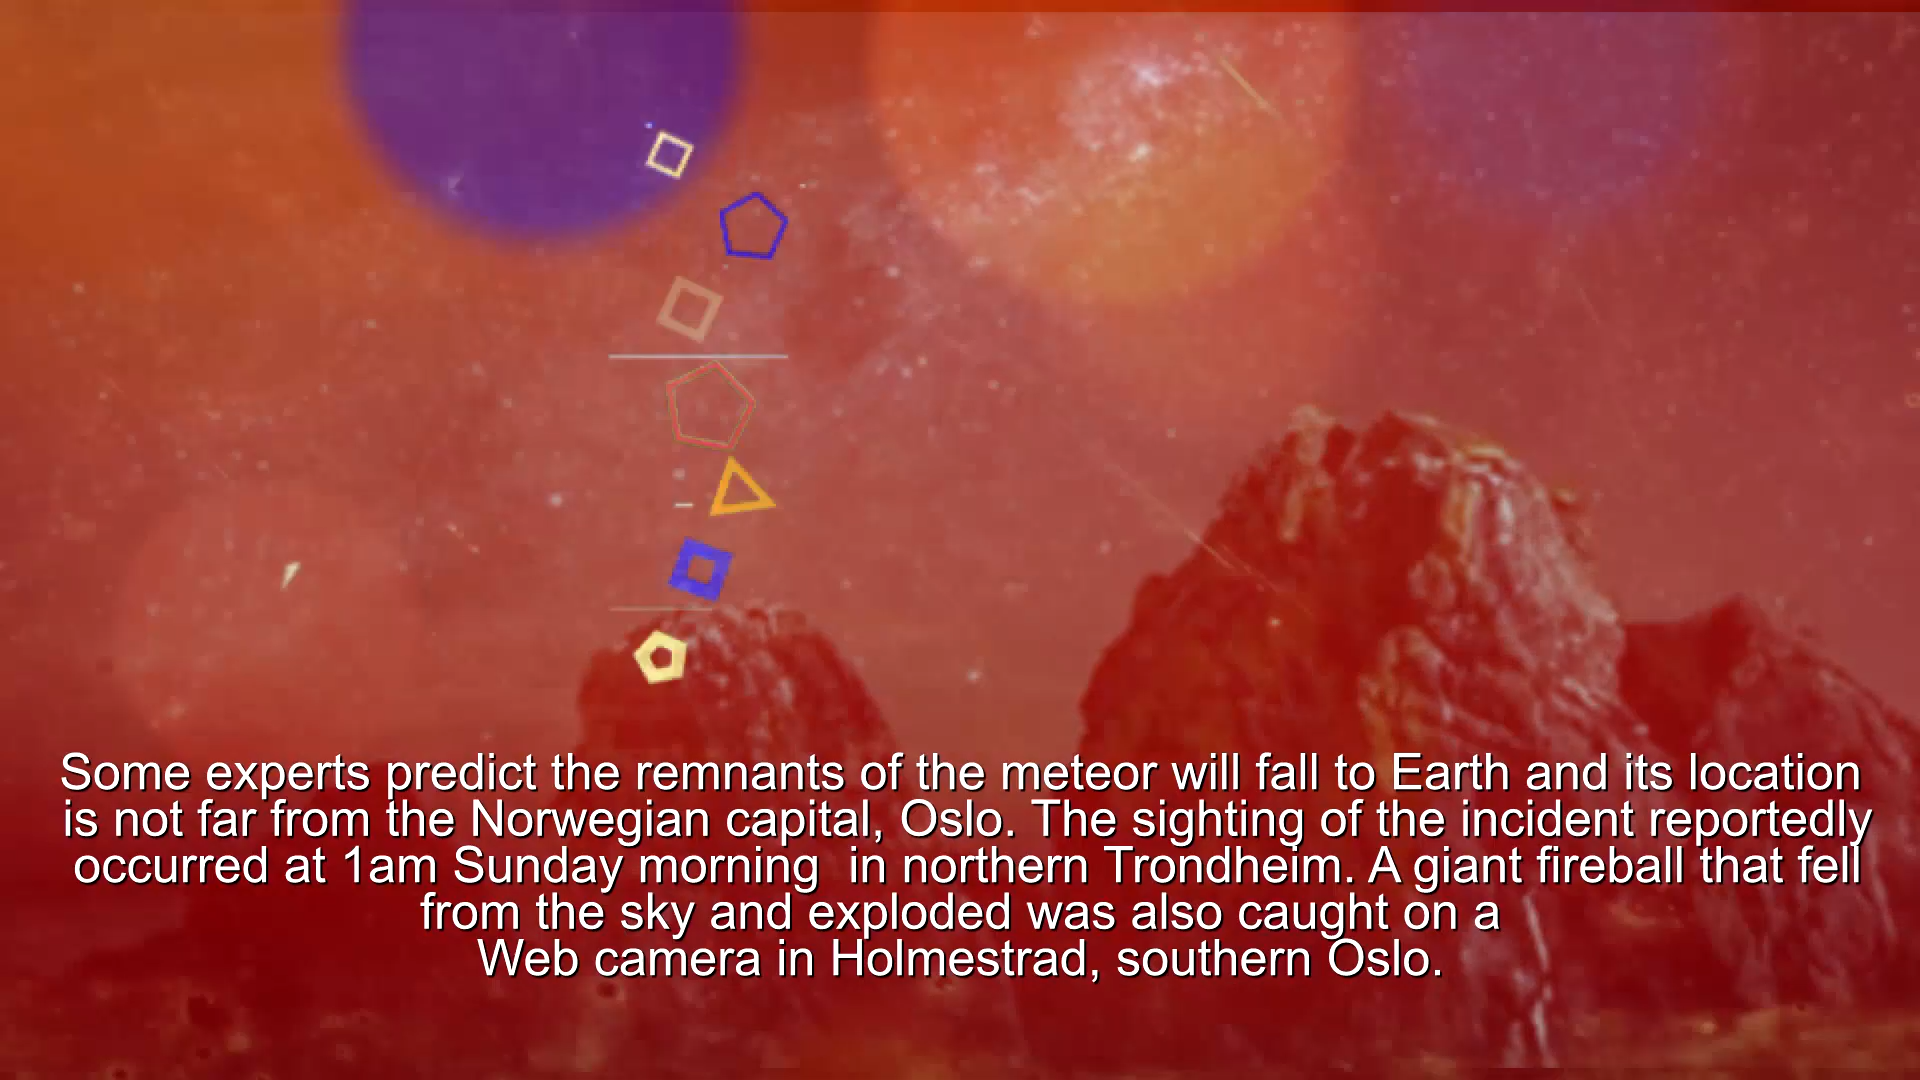 Some experts predict the remnants of the meteor will fall to Earth and its location
is not far from the Norwegian capital, Oslo. The sighting of the incident reportedly
occurred at 1am Sunday morning  in northern Trondheim. A giant fireball that fell
from the sky and exploded was also caught on a
Web camera in Holmestrad, southern Oslo.